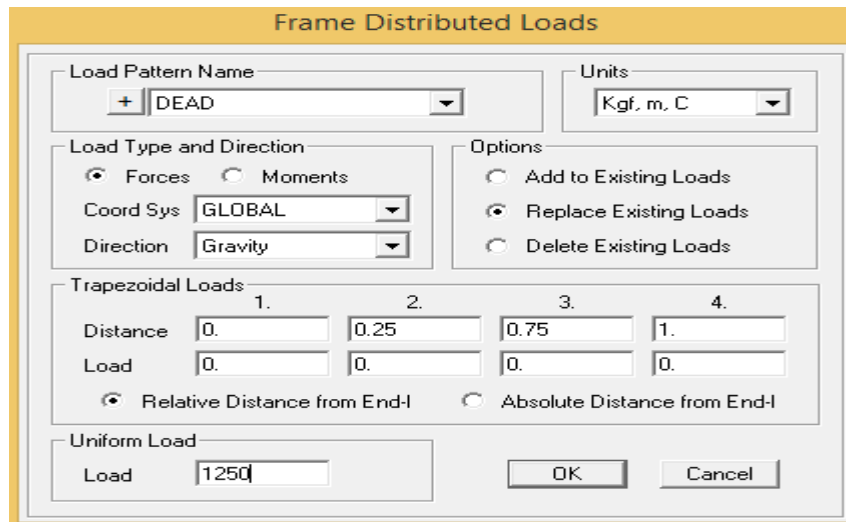 Frame Distributed Loads
Load Pattern Name
+ DEAD
Units
Kgf, m, C
Load Type and Direction
Forces Moments
Coord Sys GLOBAL
Direction Gravity
Options
Add to Existing Loads
Replace Existing Loads
Delete Existing Loads
Trapezoidal Loads
1. 2. 3. 4.
Distance 0. 0.25 0.75 1.
Load 0. 0. 0. 0.
Relative Distance from End-I Absolute Distance from End-I
Uniform Load
Load 1250
OK Cancel